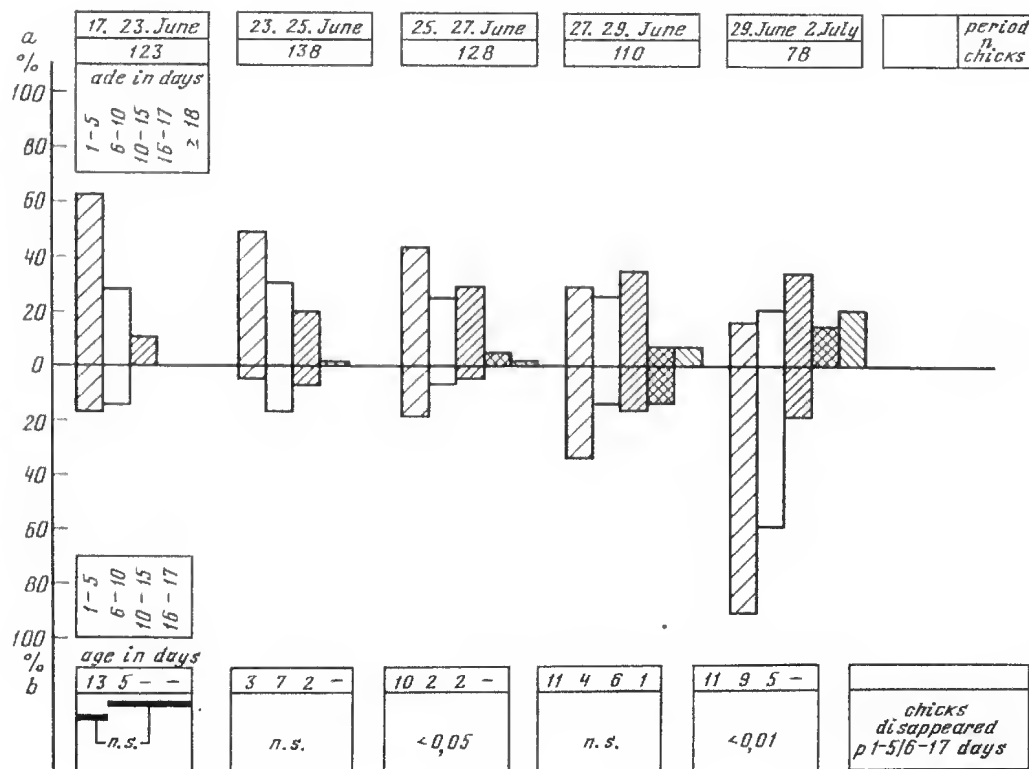 a
%
17. 23. June
123
23. 25. June
138
25. 27. June
128
27. 29. June
110
29. June 2. July
78
period
n
chicks
ade in days
1-5
6-10
10-15
16-17
≥ 18
100
80
60
40
20
0
20
40
60
80
100
%
b
1-5
6-10
10-15
16-17
age in days
13 5 - -
n.s.
3 7 2 -
n.s.
10 2 2 -
<0,05
11 4 6 1
n.s.
11 9 5 -
<0,01
chicks
disappeared
p 1-5/6-17 days